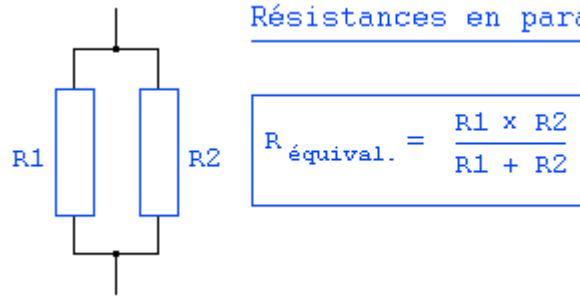 Résistances en para
R1
R2
R équival. = R1 x R2
R1 + R2